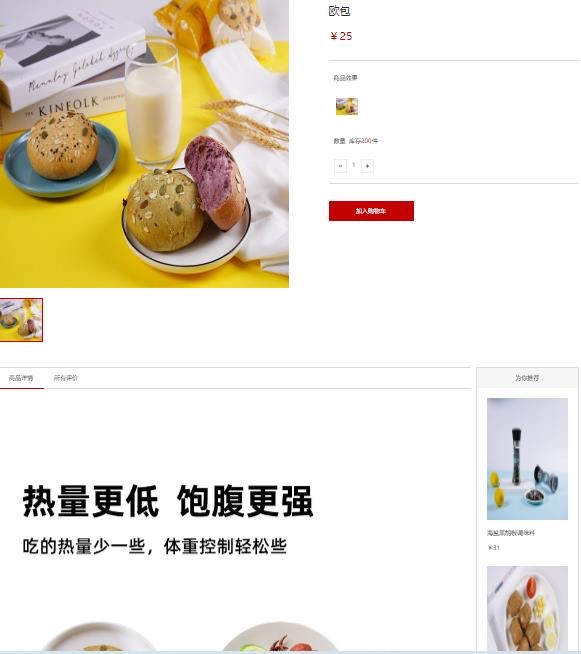 欧包
￥25
KINFOLK
商品效果
数量 库存200件
- 1 +
加入购物车
商品详情 所有评价
为你推荐
热量更低 饱腹更强
吃的热量少一些，体重控制轻松些
海盐黑胡椒调味料
￥31